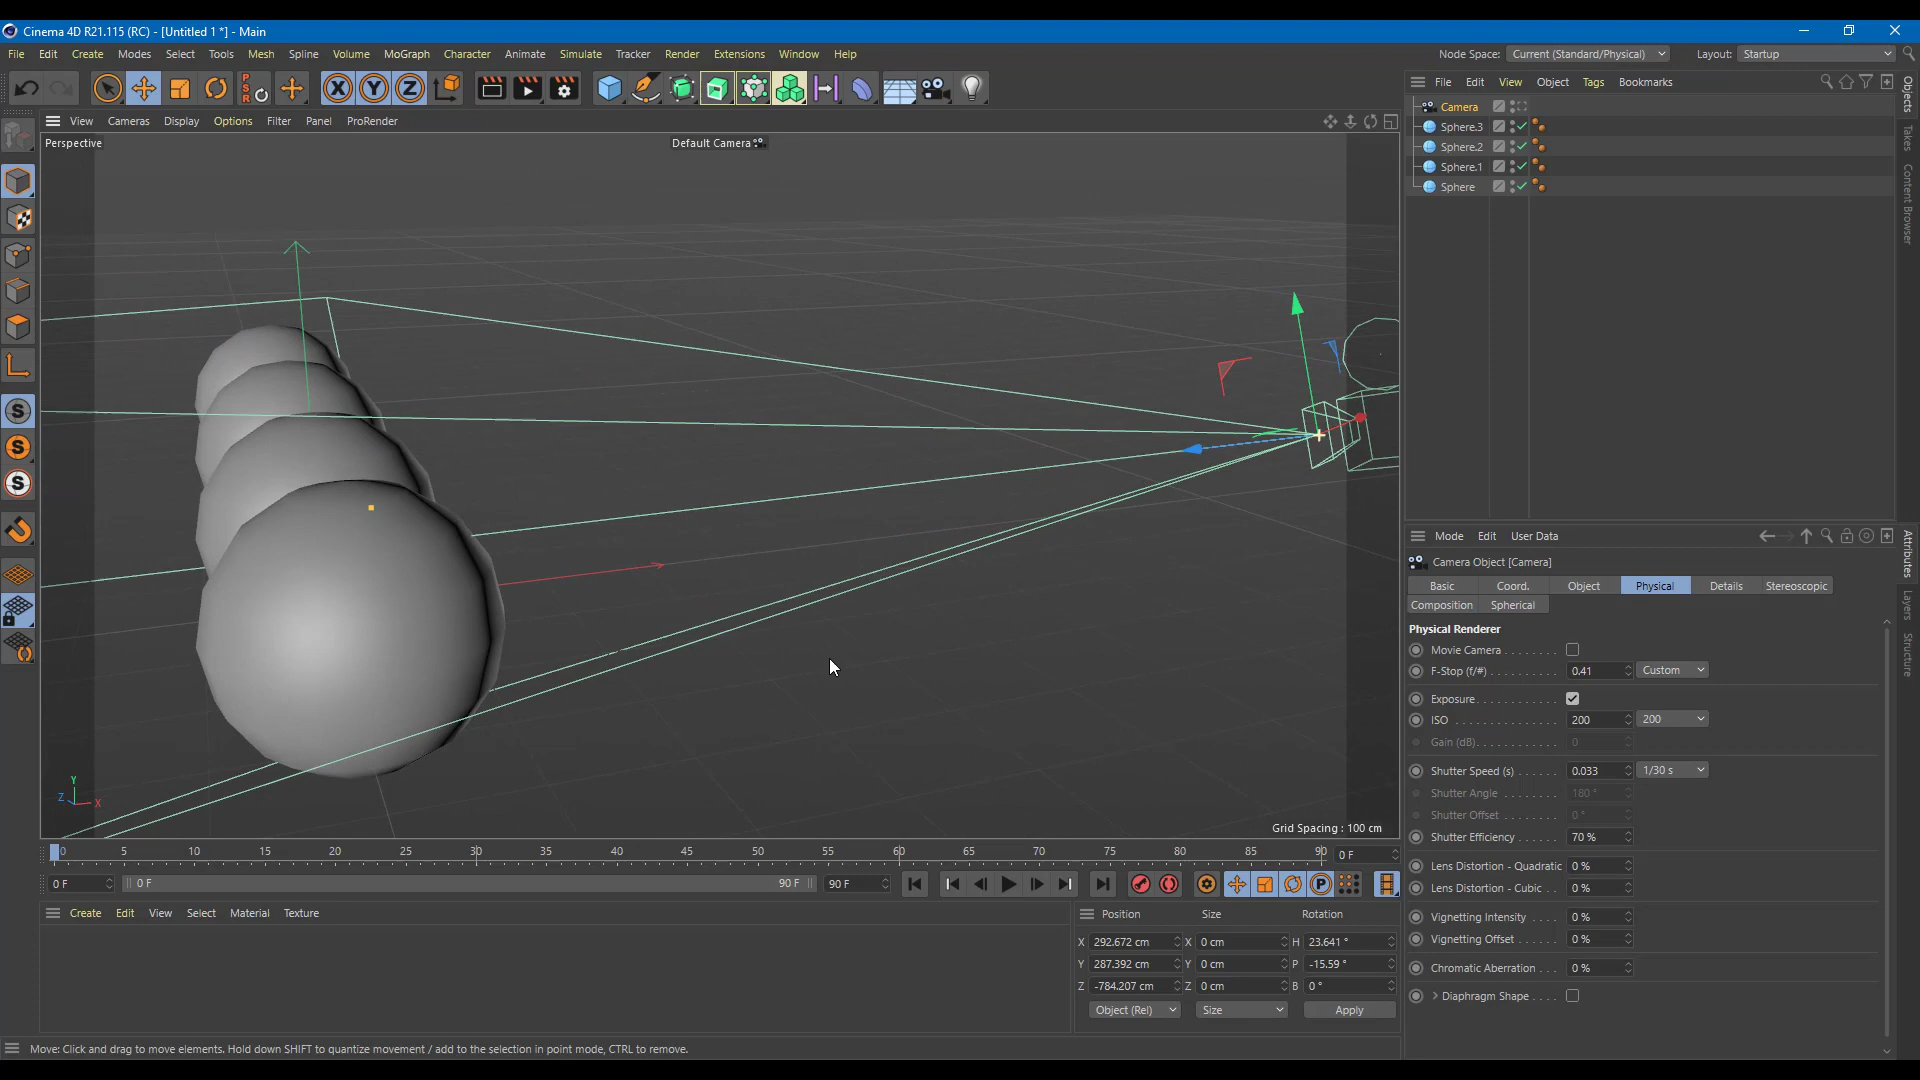 Cinema 4D R21.115 (RC) - [Untitled 1 *] - Main
File Edit Create Modes Select Tools Mesh Spline Volume MoGraph Character Animate Simulate Tracker Render Extensions Window Help
Node Space: Current (Standard/Physical) Layout: Startup
X Y Z
PSR
File Edit View Object Tags Bookmarks
View Cameras Display Options Filter Panel ProRender
Perspective
Default Camera
Camera
Sphere.3
Sphere.2
Sphere.1
Sphere
Objects
Takes
Content Browser
S
S
S
Y
Z
X
Grid Spacing : 100 cm
Mode Edit User Data
Camera Object [Camera]
Basic Coord. Object Physical Details Stereoscopic
Composition Spherical
Attributes
Layers
Structure
Physical Renderer
Movie Camera . . . . . . .
F-Stop (f/#) . . . . . . . . . 0.41 Custom
Exposure . . . . . . . . . . .
ISO . . . . . . . . . . . . . 200 200
Gain (dB) . . . . . . . . . . 0
Shutter Speed (s) . . . . . . 0.033 1/30 s
Shutter Angle . . . . . . . . 180 °
Shutter Offset . . . . . . . 0 °
Shutter Efficiency . . . . . 70 %
Lens Distortion - Quadratic 0 %
Lens Distortion - Cubic . . 0 %
Vignetting Intensity . . . . 0 %
Vignetting Offset . . . . . . 0 %
Chromatic Aberration . . . 0 %
Diaphragm Shape . . . .
0 5 10 15 20 25 30 35 40 45 50 55 60 65 70 75 80 85 90 0 F
0 F 0 F 90 F 90 F P
Create Edit View Select Material Texture
Position Size Rotation
X 292.672 cm X 0 cm H 23.641 °
Y 287.392 cm Y 0 cm P -15.59 °
Z -784.207 cm Z 0 cm B 0 °
Object (Rel) Size Apply
Move: Click and drag to move elements. Hold down SHIFT to quantize movement / add to the selection in point mode, CTRL to remove.